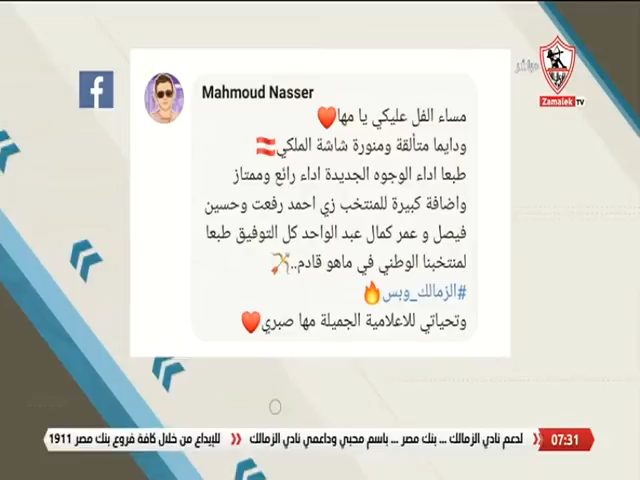 مباشر
Zamalek TV
Mahmoud Nasser
مساء الفل عليكي يا مها❤️
ودايما متألقة ومنورة شاشة الملكي🇦🇹
طبعا اداء الوجوه الجديدة اداء رائع وممتاز
واضافة كبيرة للمنتخب زي احمد رفعت وحسين
فيصل و عمر كمال عبد الواحد كل التوفيق طبعا
لمنتخبنا الوطني في ماهو قادم..🏹
#الزمالك_وبس🔥
وتحياتي للاعلامية الجميلة مها صبري❤️
07:31
لدعم نادي الزمالك ... بنك مصر ... باسم محبي وداعمي نادي الزمالك » للإيداع من خلال كافة فروع بنك مصر 1911